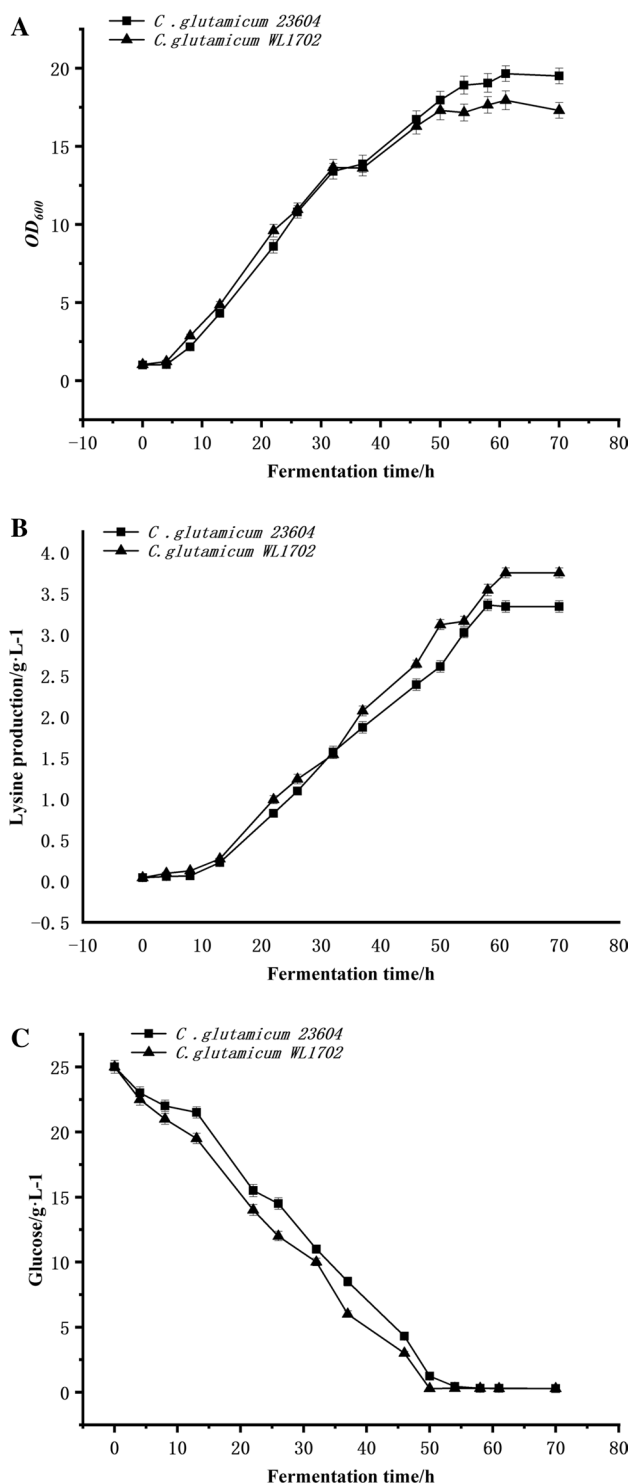 A
C .glutamicum 23604
C.glutamicum WL1702
20
15
10
5
0
OD600
−10 0 10 20 30 40 50 60 70 80
Fermentation time/h
B
C .glutamicum 23604
C.glutamicum WL1702
4.0
3.5
3.0
2.5
2.0
1.5
1.0
0.5
0.0
−0.5
Lysine production/g·L-1
−10 0 10 20 30 40 50 60 70 80
Fermentation time/h
C
C .glutamicum 23604
C.glutamicum WL1702
25
20
15
10
5
0
Glucose/g·L-1
0 10 20 30 40 50 60 70 80
Fermentation time/h